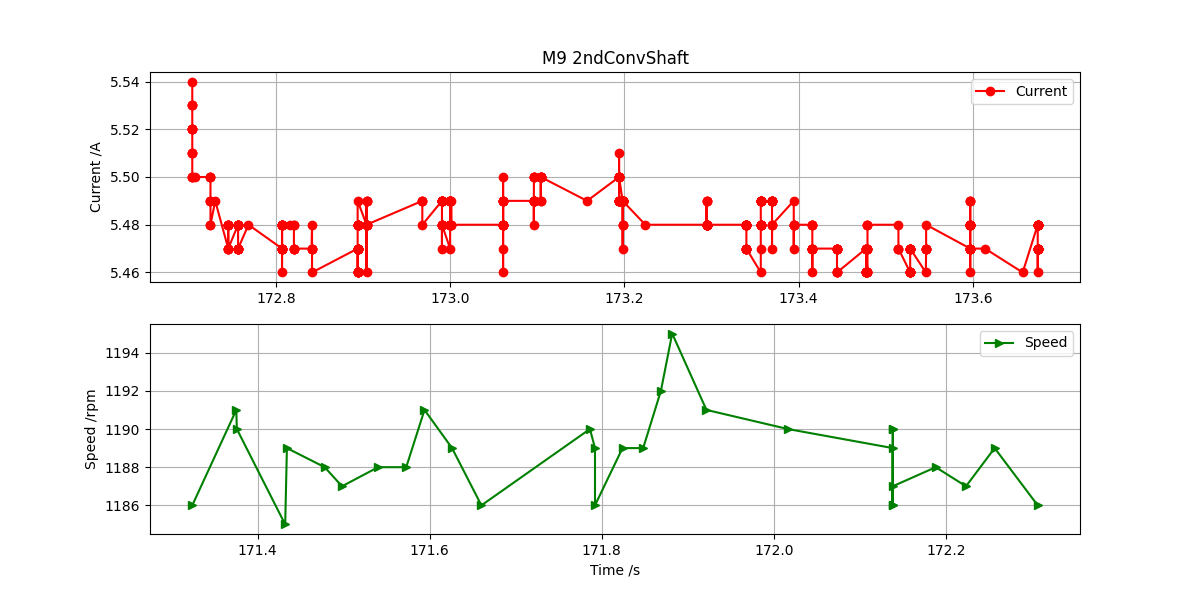 M9 2ndConvShaft
5.54
5.52
5.50
5.48
5.46
Current /A
Current
172.8 173.0 173.2 173.4 173.6
1194
1192
1190
1188
1186
Speed /rpm
Speed
171.4 171.6 171.8 172.0 172.2
Time /s